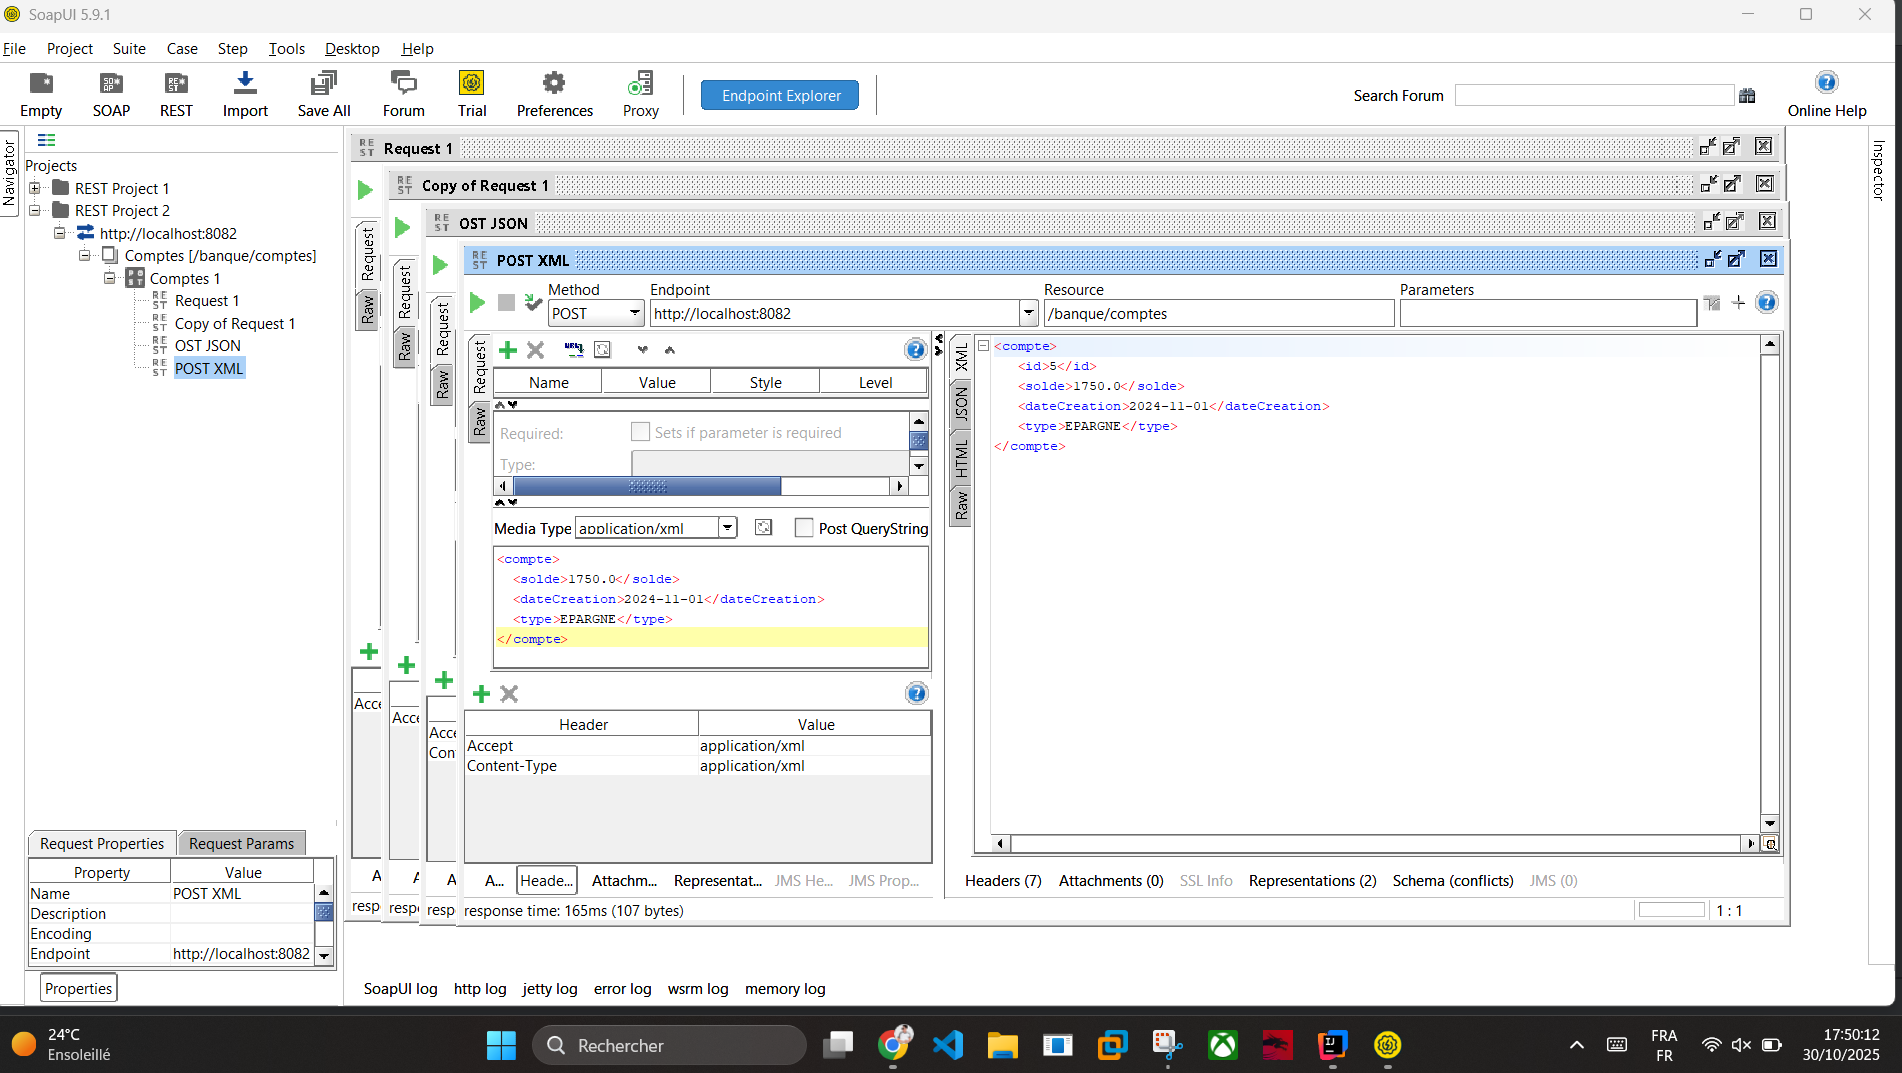 SoapUI 5.9.1
File Project Suite Case Step Tools Desktop Help
Empty SOAP REST Import Save All Forum Trial Preferences Proxy
Endpoint Explorer
Search Forum
Online Help
Navigator
Projects
REST Project 1
REST Project 2
http://localhost:8082
Comptes [/banque/comptes]
Comptes 1
Request 1
Copy of Request 1
OST JSON
POST XML
Request 1
Copy of Request 1
OST JSON
POST XML
Request
Raw
Request
Raw
Request
Raw
Method Endpoint Resource Parameters
POST http://localhost:8082 /banque/comptes
Request
Raw
Name Value Style Level
Required: Sets if parameter is required
Type:
Media Type application/xml Post QueryString
<compte>
<solde>1750.0</solde>
<dateCreation>2024-11-01</dateCreation>
<type>EPARGNE</type>
</compte>
Header Value
Accept application/xml
Content-Type application/xml
Acce
Acce
Acce
Con
A... Heade... Attachm... Representat... JMS He... JMS Prop...
A
A
A
resp
resp
resp
response time: 165ms (107 bytes)
XML
JSON
HTML
Raw
<compte>
<id>5</id>
<solde>1750.0</solde>
<dateCreation>2024-11-01</dateCreation>
<type>EPARGNE</type>
</compte>
Headers (7) Attachments (0) SSL Info Representations (2) Schema (conflicts) JMS (0)
1 : 1
Inspector
Request Properties Request Params
Property Value
Name POST XML
Description
Encoding
Endpoint http://localhost:8082
Properties
SoapUI log http log jetty log error log wsrm log memory log
24°C
Ensoleillé
Rechercher
FRA
FR
17:50:12
30/10/2025